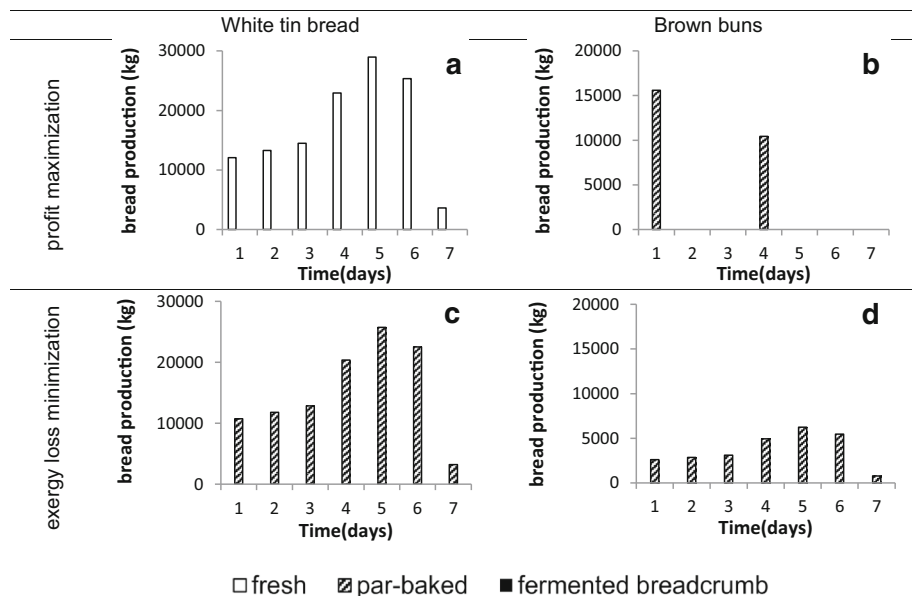 White tin bread Brown buns
profit maximization
bread production (kg)
30000
20000
10000
0
a
1 2 3 4 5 6 7
Time(days)
bread production (kg)
20000
15000
10000
5000
0
b
1 2 3 4 5 6 7
Time(days)
exergy loss minimization
bread production (kg)
30000
20000
10000
0
c
1 2 3 4 5 6 7
Time(days)
bread production (kg)
20000
15000
10000
5000
0
d
1 2 3 4 5 6 7
Time(days)
fresh par-baked fermented breadcrumb